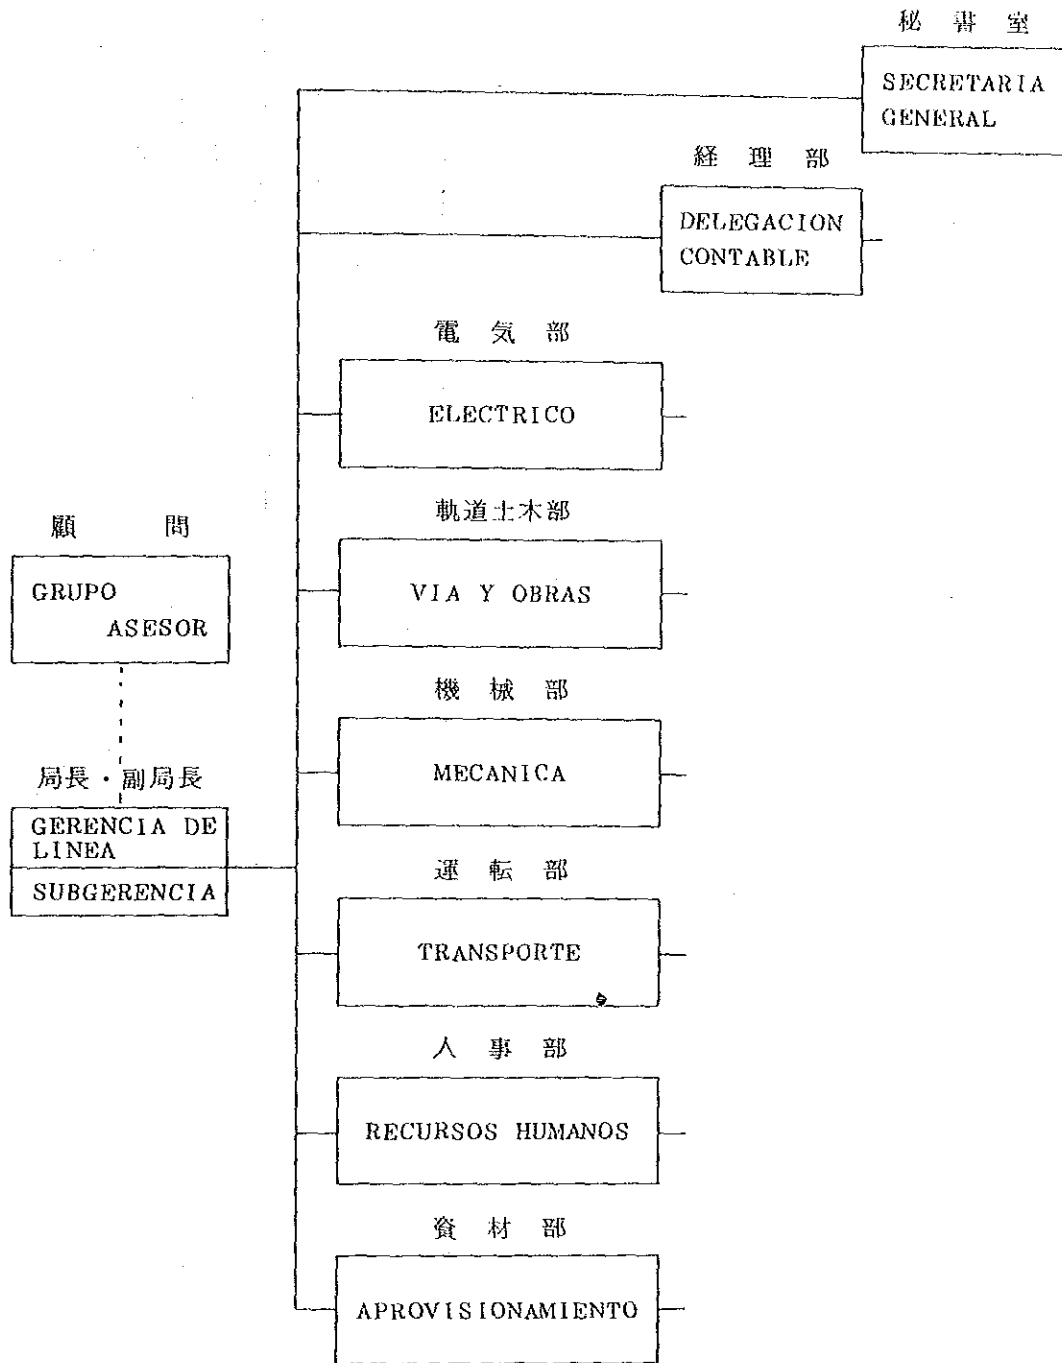 秘書室
SECRETARIA
GENERAL
経理部
DELEGACION
CONTABLE
電気部
ELECTRICO
軌道土木部
VIA Y OBRAS
顧問
GRUPO
ASESOR
機械部
MECANICA
局長・副局長
GERENCIA DE
LINEA
SUBGERENCIA
運転部
TRANSPORTE
人事部
RECURSOS HUMANOS
資材部
APROVISIONAMIENTO